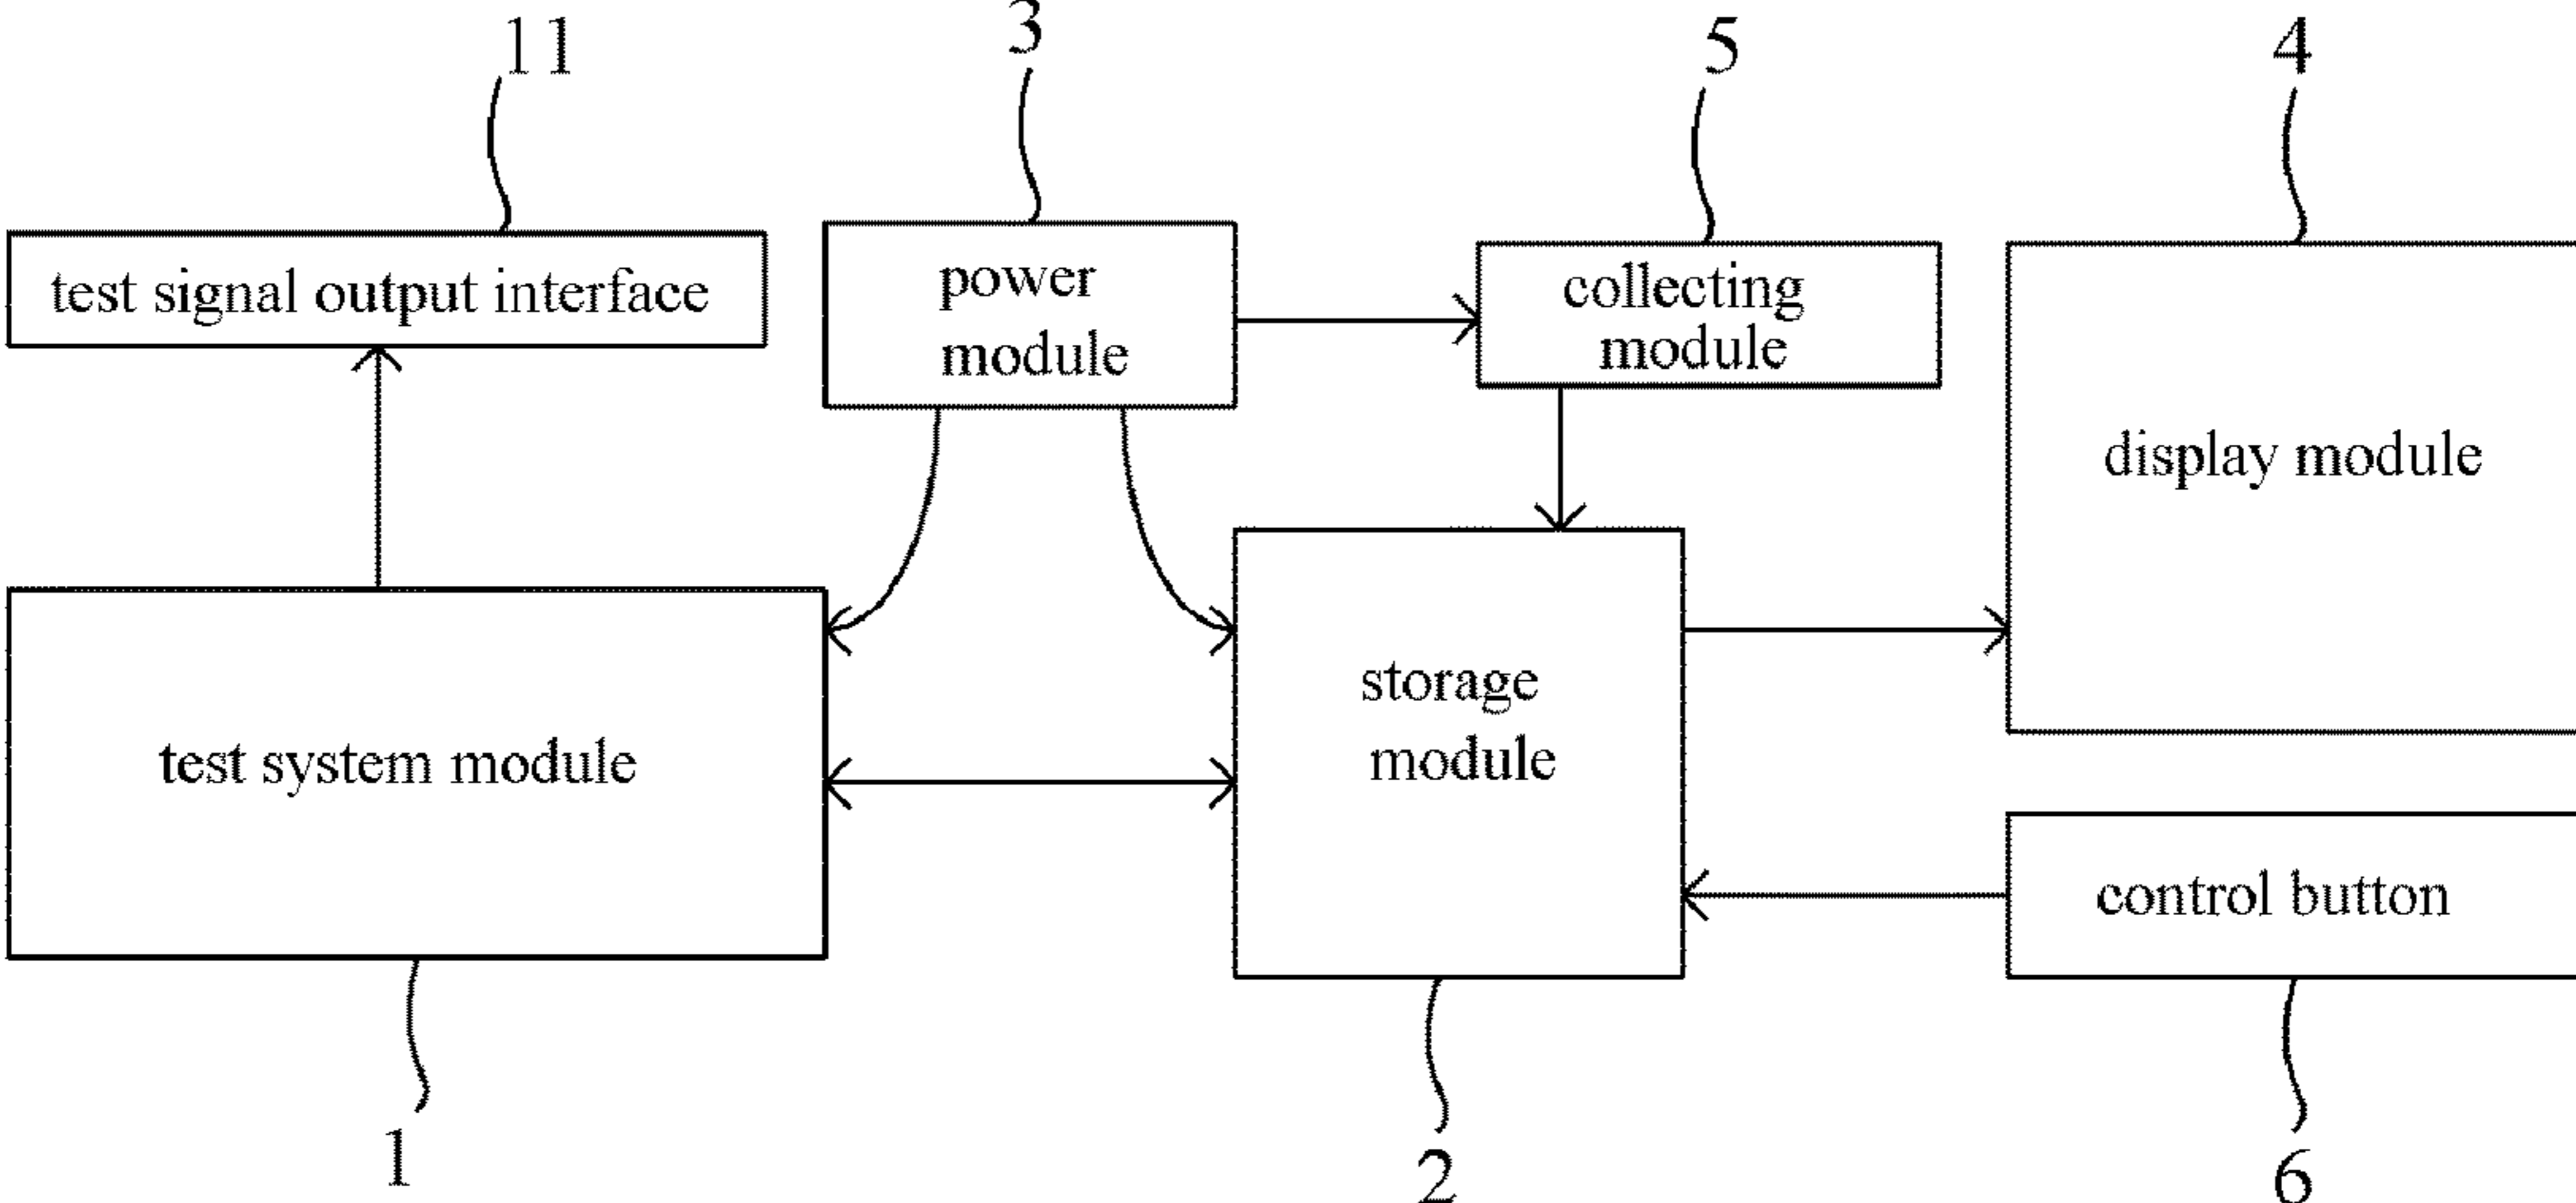 11
3
5
4
test signal output interface
power
module
collecting
module
display module
test system module
storage
module
control button
1
2
6